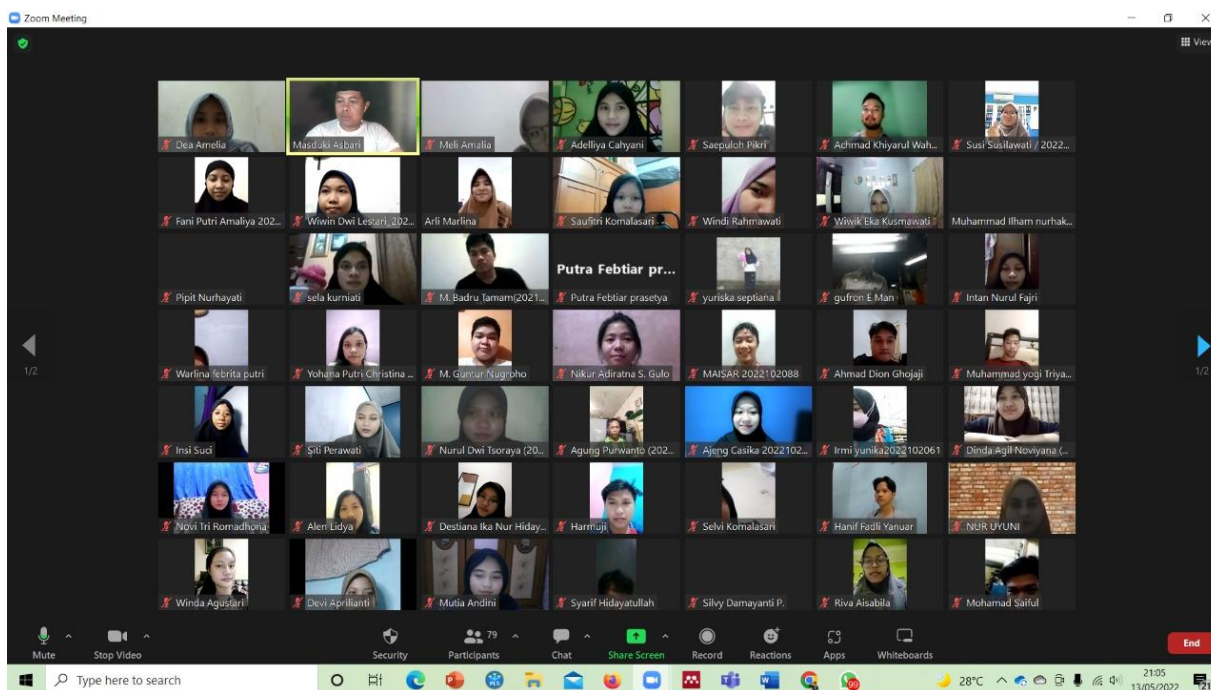 Zoom Meeting
View
Dea Amelia
Masduki Asbari
Meli Amalia
Adelliya Cahyani
Saepuloh Pikri
Achmad Khiyarul Wah...
Susi Susilawati / 2022...
Fani Putri Amaliya 202...
Wiwin Dwi Lestari_202...
Arli Marlina
Saufitri Komalasari
Windi Rahmawati
Wiwik Eka Kusmawati
Muhammad Ilham nurhak...
Pipit Nurhayati
sela kurniati
M. Badru Tamam(2021...
Putra Febtiar pr...
Putra Febtiar prasetya
yuriska septiana
gufron E Man
Intan Nurul Fajri
1/2
Warlina febrita putri
Yohana Putri Christina ...
M. Guntur Nugroho
Nikur Adiratna S. Gulo
MAISAR 2022102088
Ahmad Dion Ghojaji
Muhammad yogi Triya...
1/2
Insi Suci
Siti Perawati
Nurul Dwi Tsoraya (20...
Agung Purwanto (202...
Ajeng Casika 2022102...
Irmi yunika2022102061
Dinda Agil Noviyana (...
Novi Tri Romadhona
Alen Lidya
Destiana Ika Nur Hiday...
Harmuji
Selvi Komalasari
Hanif Fadli Yanuar
NUR UYUNI
Winda Agustari
Devi Aprilianti
Mutia Andini
Syarif Hidayatullah
Silvy Damayanti P.
Riva Aisabila
Mohamad Saiful
Mute
Stop Video
Security
79
Participants
Chat
Share Screen
Record
Reactions
Apps
Whiteboards
End
Type here to search
99
28°C
21:05
13/05/2022
21